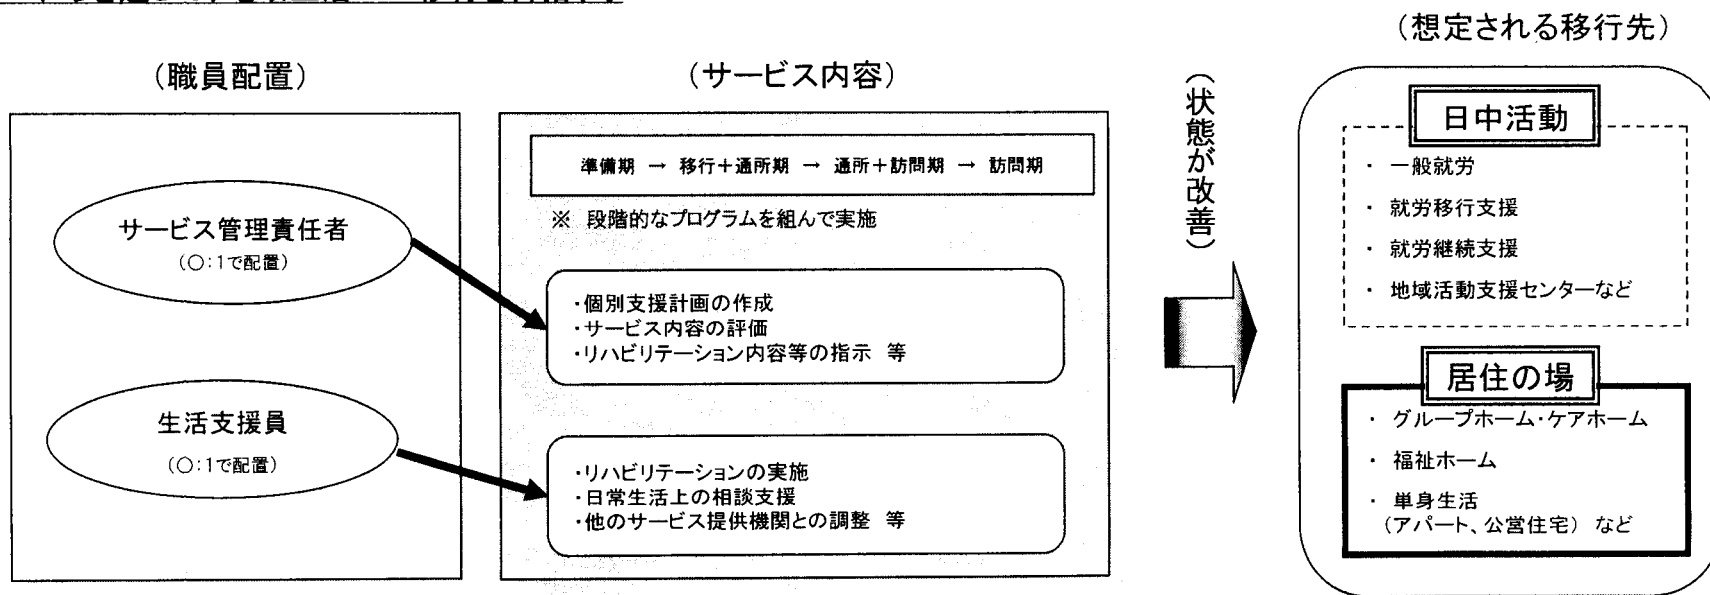 (職員配置)
サービス管理責任者
(○:1で配置)
生活支援員
(○:1で配置)
(サービス内容)
準備期 → 移行+通所期 → 通所+訪問期 → 訪問期
※ 段階的なプログラムを組んで実施
・個別支援計画の作成
・サービス内容の評価
・リハビリテーション内容等の指示 等
・リハビリテーションの実施
・日常生活上の相談支援
・他のサービス提供機関との調整 等
(状態が改善)
(想定される移行先)
日中活動
・ 一般就労
・ 就労移行支援
・ 就労継続支援
・ 地域活動支援センターなど
居住の場
・ グループホーム・ケアホーム
・ 福祉ホーム
・ 単身生活
(アパート、公営住宅) など